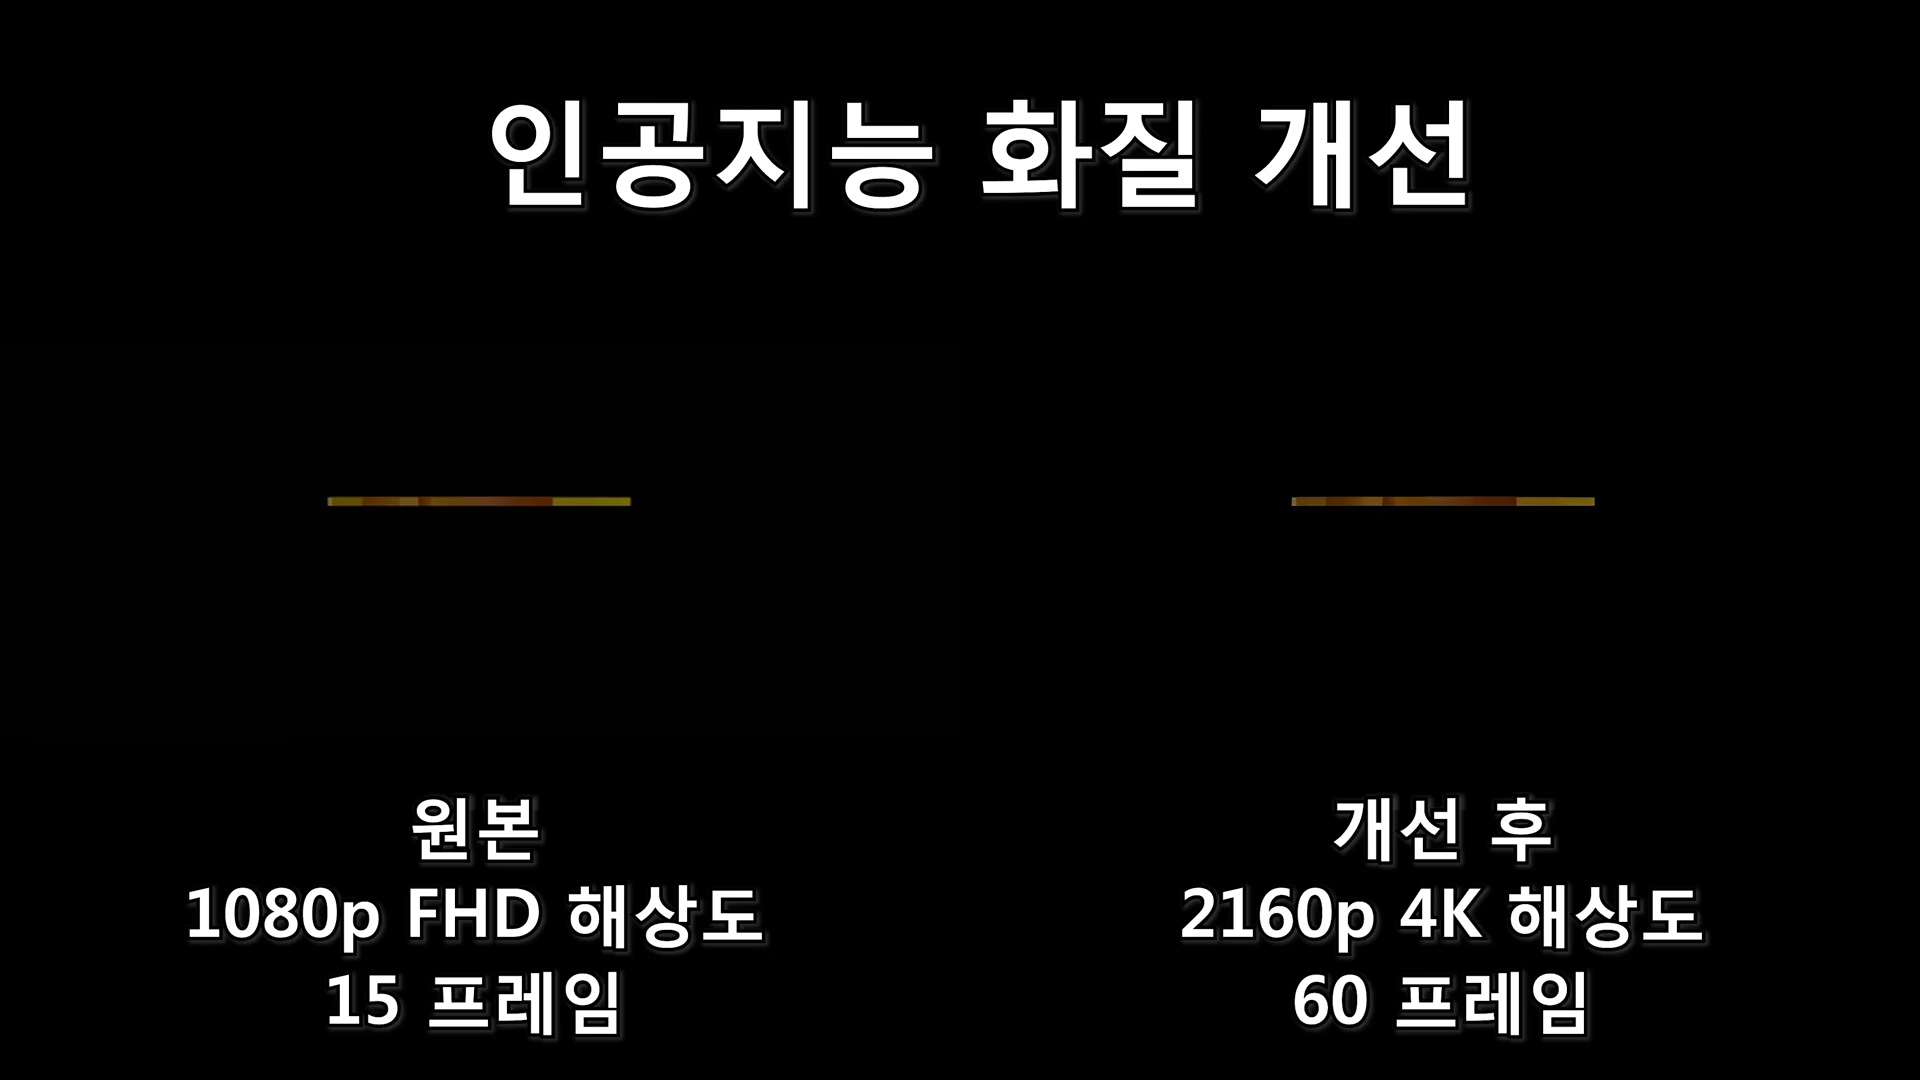 인공지능 화질 개선
원본
1080p FHD 해상도
15 프레임
개선 후
2160p 4K 해상도
60 프레임